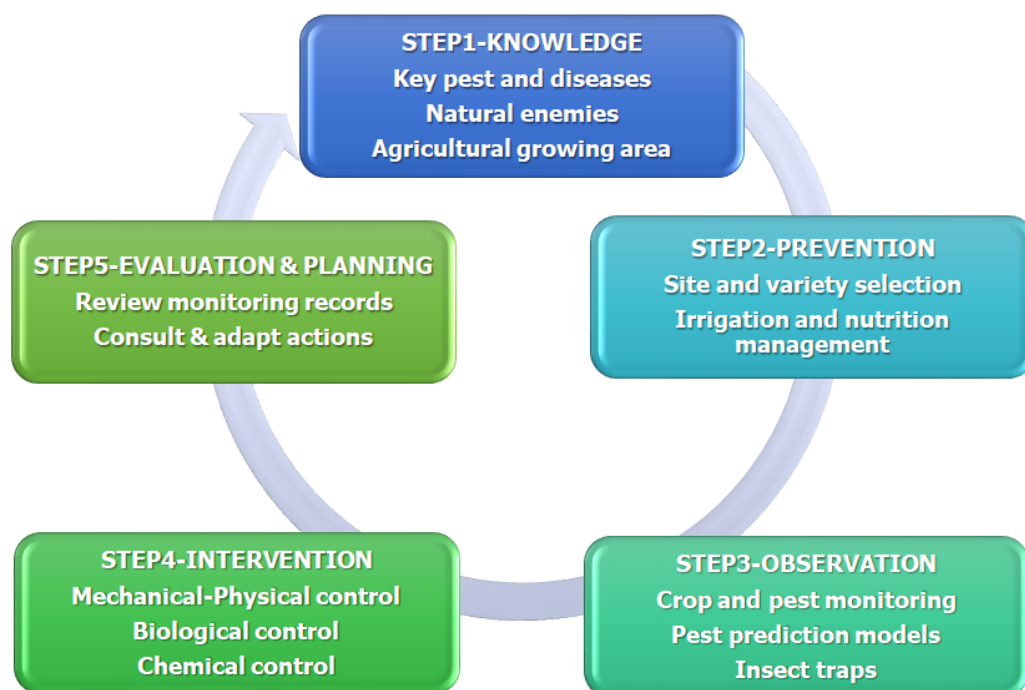 STEP1-KNOWLEDGE
Key pest and diseases
Natural enemies
Agricultural growing area
STEP2-PREVENTION
Site and variety selection
Irrigation and nutrition
management
STEP3-OBSERVATION
Crop and pest monitoring
Pest prediction models
Insect traps
STEP4-INTERVENTION
Mechanical-Physical control
Biological control
Chemical control
STEP5-EVALUATION & PLANNING
Review monitoring records
Consult & adapt actions